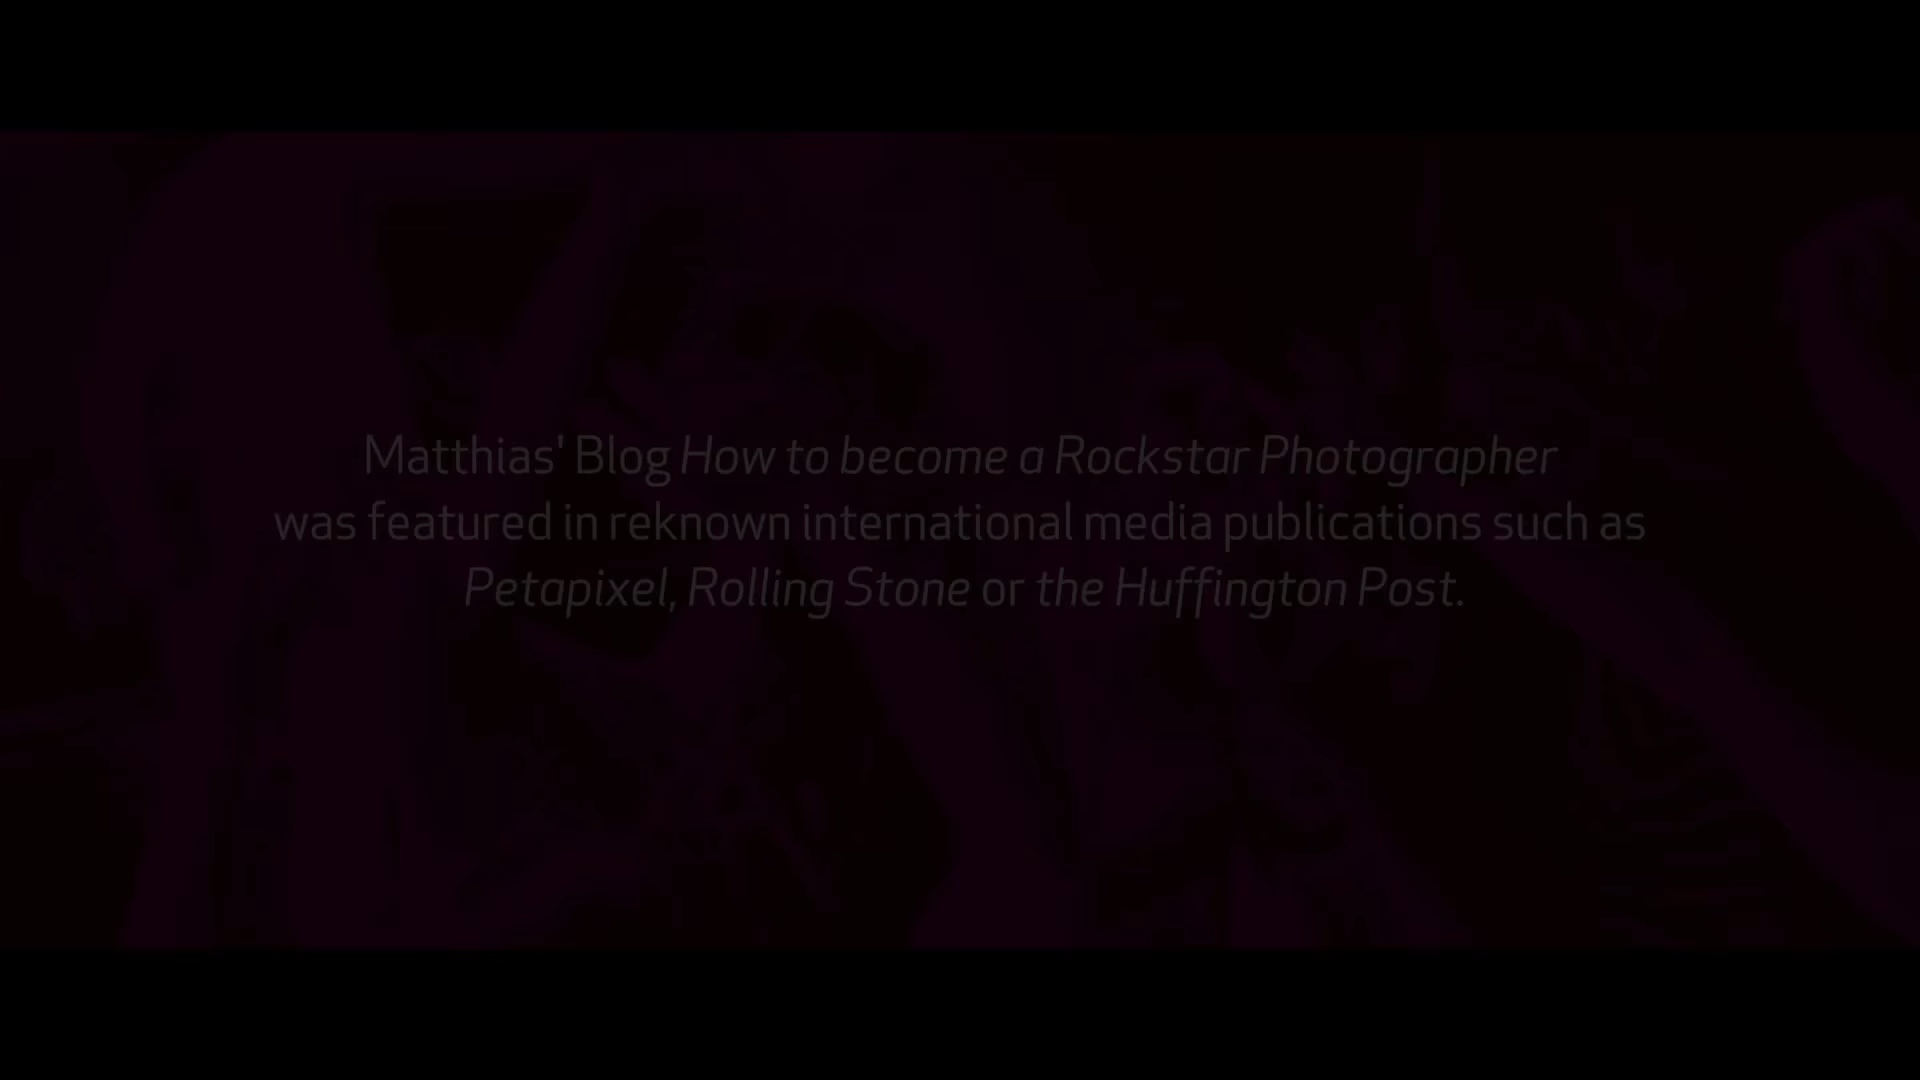 Matthias' Blog How to become a Rockstar Photographer
was featured in reknown international media publications such as
Petapixel, Rolling Stone or the Huffington Post.